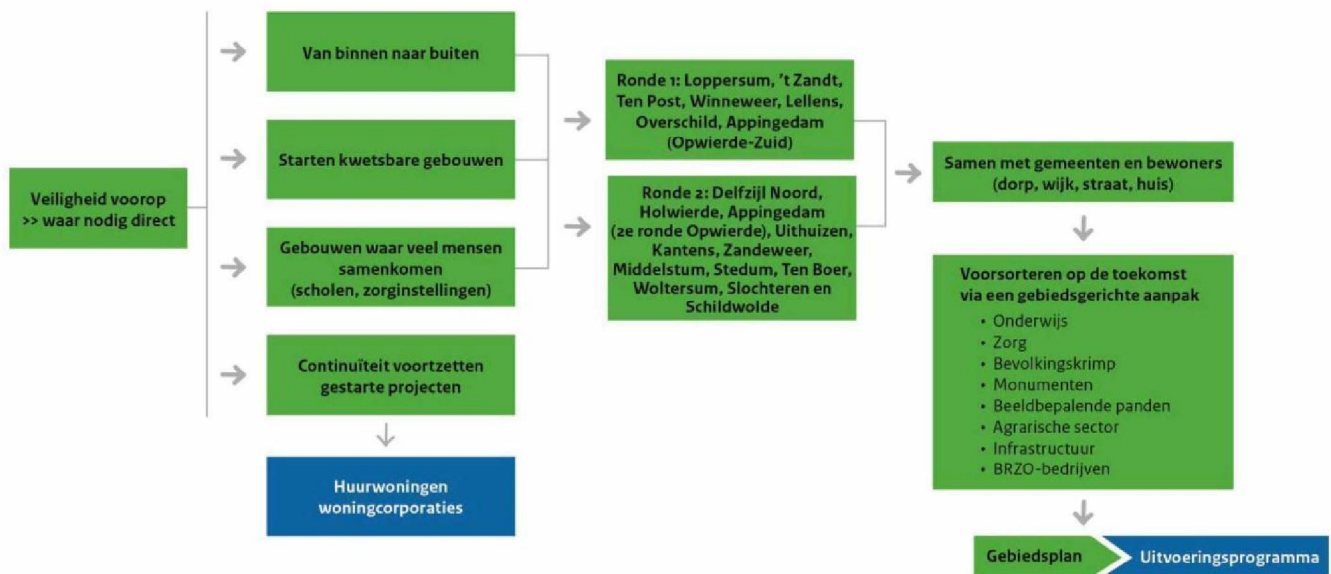 Veiligheid voorop
>> waar nodig direct
Van binnen naar buiten
Starten kwetsbare gebouwen
Gebouwen waar veel mensen
samenkomen
(scholen, zorginstellingen)
Continuïteit voortzetten
gestarte projecten
Huurwoningen
woningcorporaties
Ronde 1: Loppersum, 't Zandt,
Ten Post, Winneweer, Lellens,
Overschild, Appingedam
(Opwierde-Zuid)
Ronde 2: Delfzijl Noord,
Holwierde, Appingedam
(2e ronde Opwierde), Uithuizen,
Kantens, Zandeweer,
Middelstum, Stedum, Ten Boer,
Woltersum, Slochteren en
Schildwolde
Samen met gemeenten en bewoners
(dorp, wijk, straat, huis)
Voorsorteren op de toekomst
via een gebiedsgerichte aanpak
• Onderwijs
• Zorg
• Bevolkingskrimp
• Monumenten
• Beeldbepalende panden
• Agrarische sector
• Infrastructuur
• BRZO-bedrijven
Gebiedsplan
Uitvoeringsprogramma